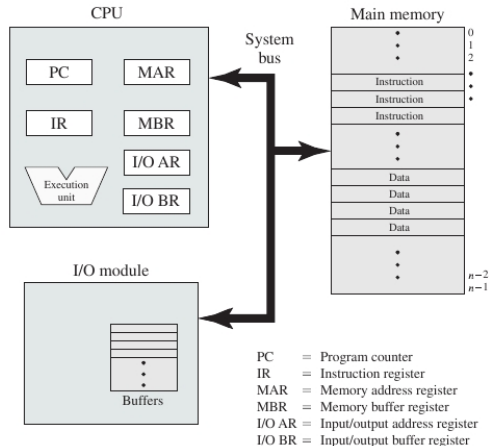 CPU
PC
MAR
IR
MBR
I/O AR
Execution
unit
I/O BR
System
bus
Main memory
0
1
2
Instruction
Instruction
Instruction
Data
Data
Data
Data
n−2
n−1
I/O module
Buffers
PC = Program counter
IR = Instruction register
MAR = Memory address register
MBR = Memory buffer register
I/O AR = Input/output address register
I/O BR = Input/output buffer register